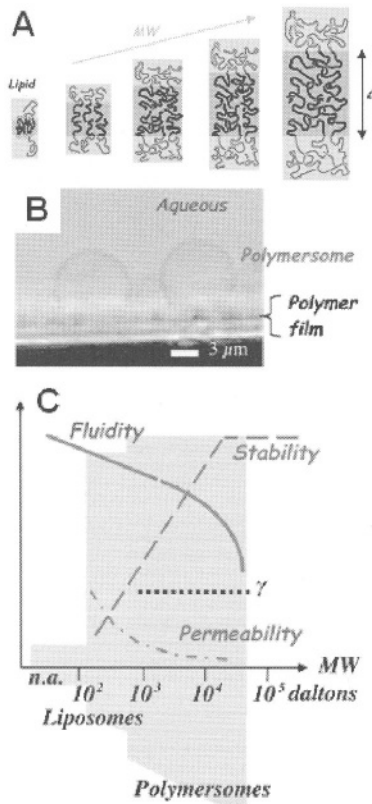 A
MW
Lipid
d
B
Aqueous
Polymersome
Polymer
film
3 μm
C
Fluidity
Stability
γ
Permeability
MW
n.a. 10² 10³ 10⁴ 10⁵ daltons
Liposomes
Polymersomes